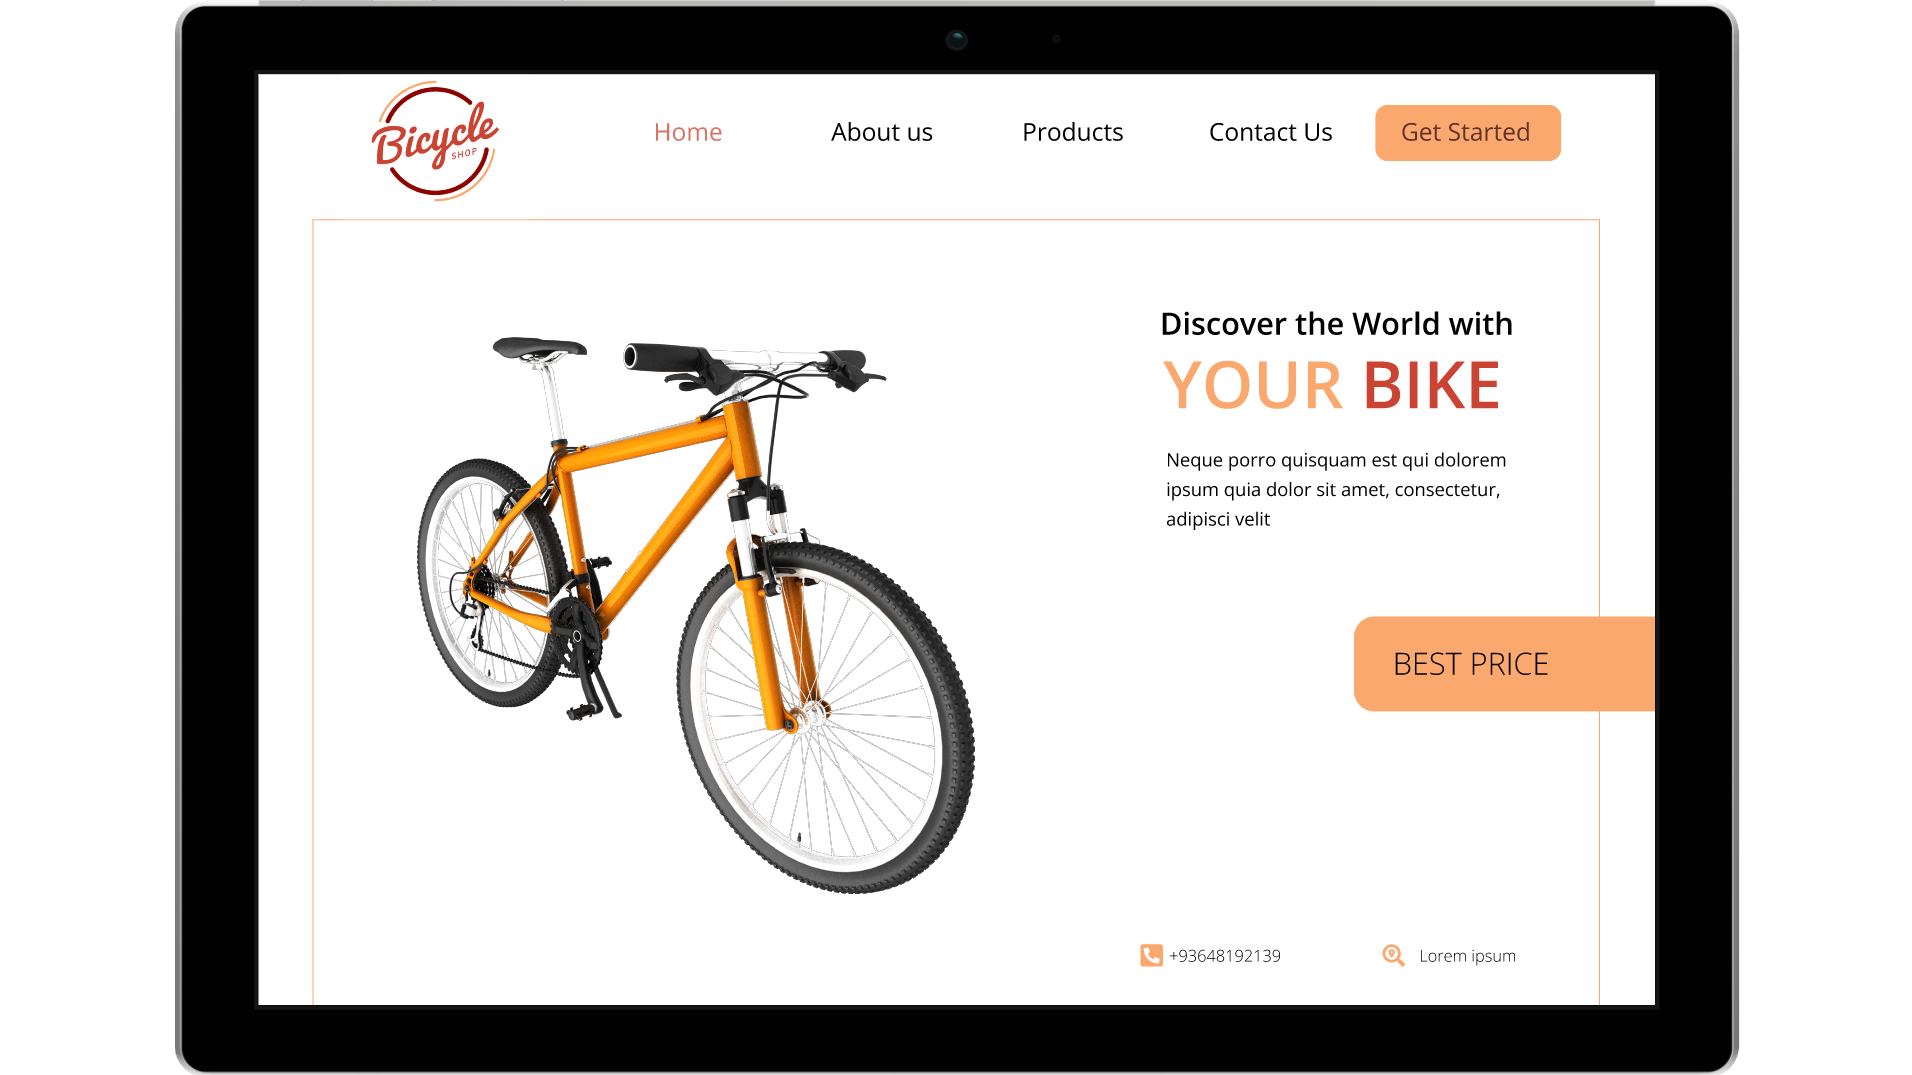 Bicycle
SHOP
Home
About us
Products
Contact Us
Get Started
Discover the World with
YOUR BIKE
Neque porro quisquam est qui dolorem
ipsum quia dolor sit amet, consectetur,
adipisci velit
BEST PRICE
+93648192139
Lorem ipsum